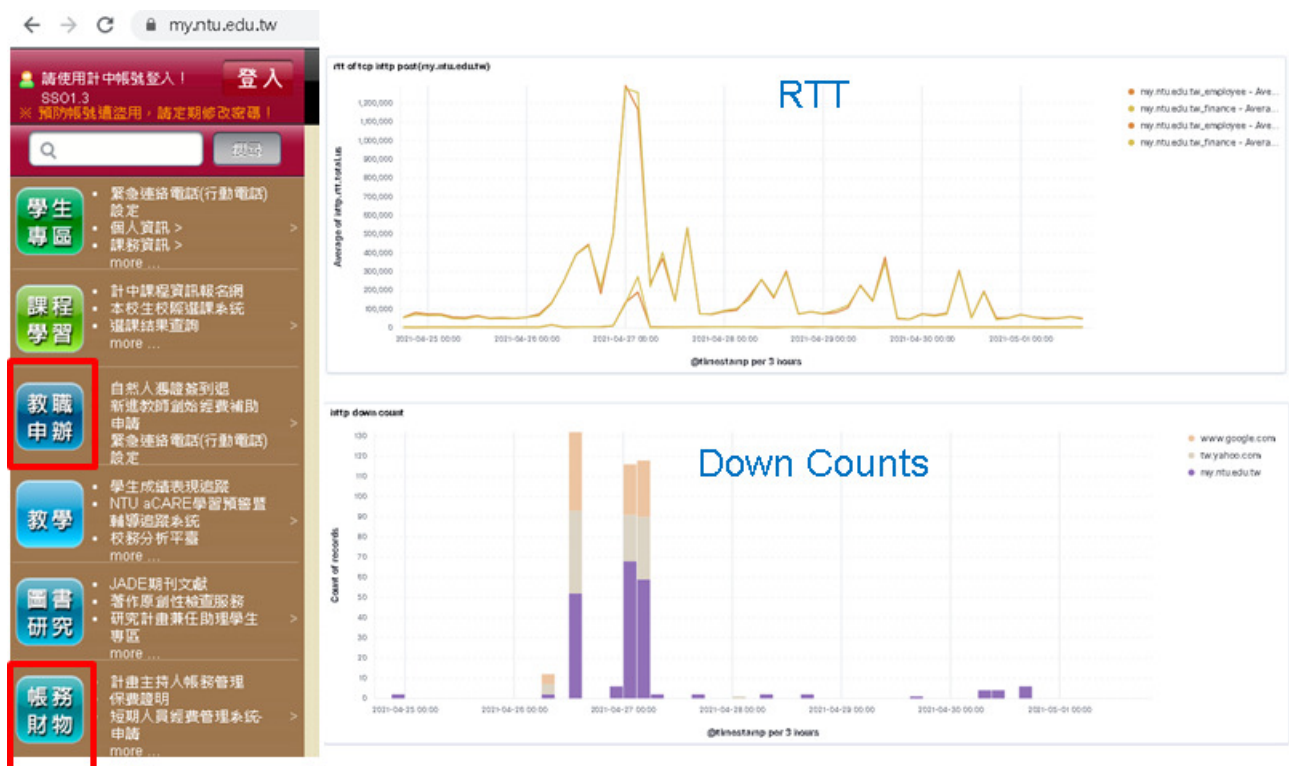 my.ntu.edu.tw
請使用計中帳號登入！
登入
SSO1.3
※ 預防帳號遭盜用，請定期修改密碼！
搜尋
學生
專區
緊急連絡電話(行動電話)
設定
個人資訊 >
課務資訊 >
more ...
課程
學習
計中課程資訊報名網
本校生校際選課系統
選課結果查詢
more ...
教職
申辦
自然人憑證簽到退
新進教師創始經費補助
申請
緊急連絡電話(行動電話)
設定
教學
學生成績表現追蹤
NTU aCARE學習預警暨
輔導追蹤系統
校務分析平臺
more ...
圖書
研究
JADE期刊文獻
著作原創性檢查服務
研究計畫兼任助理學生
專區
more ...
帳務
財物
計畫主持人帳務管理
保費證明
短期人員經費管理系統-
申請
more ...
rtt of tcp http post(my.ntu.edu.tw)
RTT
Average of http.rtt.total.us
1,200,000
1,100,000
1,000,000
900,000
800,000
700,000
600,000
500,000
400,000
300,000
200,000
100,000
0
2021-04-25 00:00
2021-04-26 00:00
2021-04-27 00:00
2021-04-28 00:00
2021-04-29 00:00
2021-04-30 00:00
2021-05-01 00:00
@timestamp per 3 hours
my.ntu.edu.tw_employee - Ave...
my.ntu.edu.tw_finance - Avera...
my.ntu.edu.tw_employee - Ave...
my.ntu.edu.tw_finance - Avera...
http down count
Down Counts
Count of records
130
120
110
100
90
80
70
60
50
40
30
20
10
0
2021-04-25 00:00
2021-04-26 00:00
2021-04-27 00:00
2021-04-28 00:00
2021-04-29 00:00
2021-04-30 00:00
2021-05-01 00:00
@timestamp per 3 hours
www.google.com
tw.yahoo.com
my.ntu.edu.tw